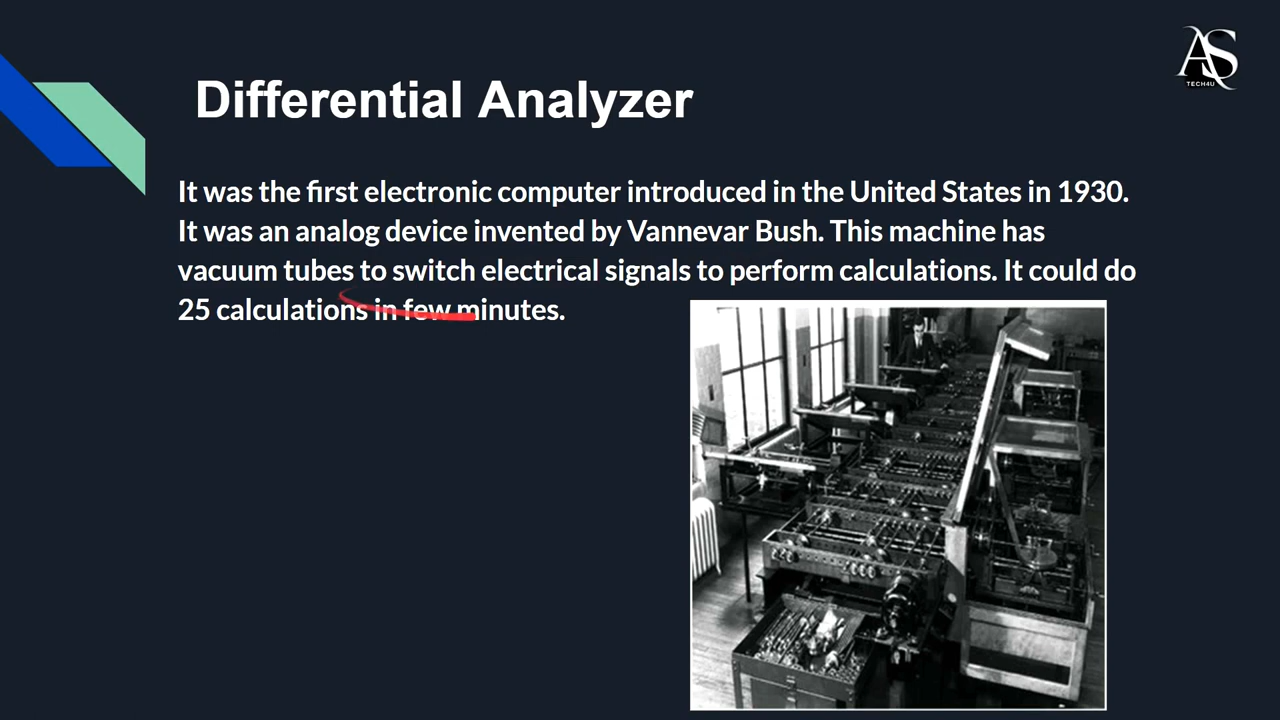 AS
TECH4U
Differential Analyzer
It was the first electronic computer introduced in the United States in 1930.
It was an analog device invented by Vannevar Bush. This machine has
vacuum tubes to switch electrical signals to perform calculations. It could do
25 calculations in few minutes.